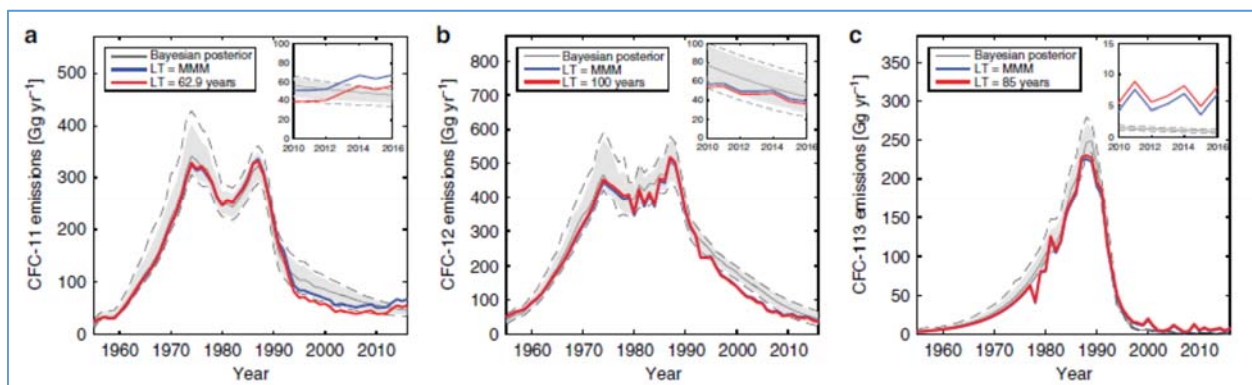 a
CFC-11 emissions [Gg yr⁻¹]
500
400
300
200
100
0
Bayesian posterior
LT = MMM
LT = 62.9 years
100
80
60
40
20
0
2010 2012 2014 2016
1960 1970 1980 1990 2000 2010
Year
b
CFC-12 emissions [Gg yr⁻¹]
800
700
600
500
400
300
200
100
0
Bayesian posterior
LT = MMM
LT = 100 years
100
80
60
40
20
0
2010 2012 2014 2016
1960 1970 1980 1990 2000 2010
Year
c
CFC-113 emissions [Gg yr⁻¹]
350
300
250
200
150
100
50
0
Bayesian posterior
LT = MMM
LT = 85 years
15
10
5
0
2010 2012 2014 2016
1960 1970 1980 1990 2000 2010
Year